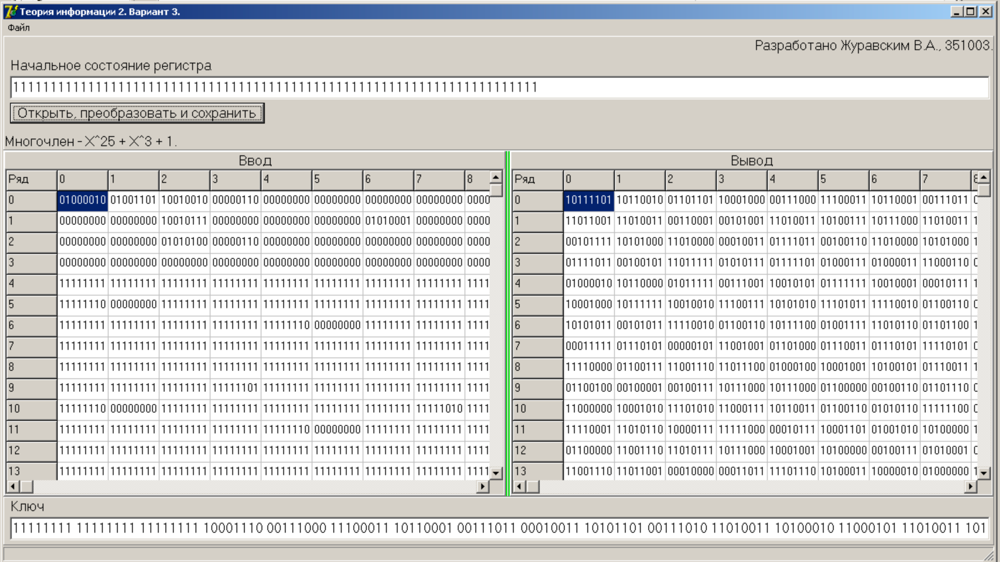 Теория информации 2. Вариант 3.
Файл
Разработано Журавским В.А., 351003.
Начальное состояние регистра
1111111111111111111111111111111111111111111111111111111111111111111111
Открыть, преобразовать и сохранить
Многочлен - X^25 + X^3 + 1.
Ввод
Ряд 0 1 2 3 4 5 6 7 8
0 01000010 01001101 10010010 00000110 00000000 00000000 00000000 00000000 0000
1 00000000 00000000 10010111 00000000 00000000 00000000 01010001 00000000 0000
2 00000000 00000000 01010100 00000110 00000000 00000000 00000000 00000000 0000
3 00000000 00000000 00000000 00000000 00000000 00000000 00000000 00000000 0000
4 11111111 11111111 11111111 11111111 11111111 11111111 11111111 11111111 1111
5 11111110 00000000 11111111 11111111 11111111 11111111 11111111 11111111 1111
6 11111111 11111111 11111111 11111111 11111110 00000000 11111111 11111111 1111
7 11111111 11111111 11111111 11111111 11111111 11111111 11111111 11111111 1111
8 11111111 11111111 11111111 11111111 11111111 11111111 11111111 11111111 1111
9 11111111 11111111 11111111 11111101 11111111 11111111 11111111 11111111 1111
10 11111110 00000000 11111111 11111111 11111111 11111111 11111111 11111010 1111
11 11111111 11111111 11111111 11111111 11111110 00000000 11111111 11111111 1111
12 11111111 11111111 11111111 11111111 11111111 11111111 11111111 11111111 1111
13 11111111 11111111 11111111 11111111 11111111 11111111 11111111 11111111 1111
Вывод
Ряд 0 1 2 3 4 5 6 7 8
0 10111101 10110010 01101101 10001000 00111000 11100011 10110001 00111011
1 11011001 11010011 00110001 00101001 11010011 10100111 10111000 11010011 1
2 00101111 10101000 11010000 00010011 01111011 00100110 11010000 10101000 1
3 01111011 00100101 11011111 01010111 01111101 01000111 01000011 11000110
4 01000010 10110000 01011111 00111001 10010101 01111111 10010001 00010111 1
5 10001000 10111111 10010010 11100111 10101010 11101011 11110010 01100110
6 10101011 00101011 11110010 01100110 10111100 01001111 11010110 01101100 1
7 00011111 01110101 00000101 11001001 01101000 01110011 01110101 11110101
8 11110000 01100111 11001110 11011100 01000100 10001001 10100101 01110011 1
9 01100100 00100001 00100111 10111000 10111000 01100000 00100110 01101110
10 11000000 10001010 11101010 11000111 10110011 01100110 01010110 11111100
11 11110001 11010110 10000111 11111000 00010111 10001101 01001010 10100000 1
12 01100000 11001110 11010111 10111000 10001001 10100000 00100111 01010001
13 11001110 11011001 00010000 00011011 11101110 10100011 10000010 01000000 1
Ключ
11111111 11111111 11111111 10001110 00111000 11100011 10110001 00111011 00010011 10101101 00111010 11010011 10100010 11000101 11010011 101